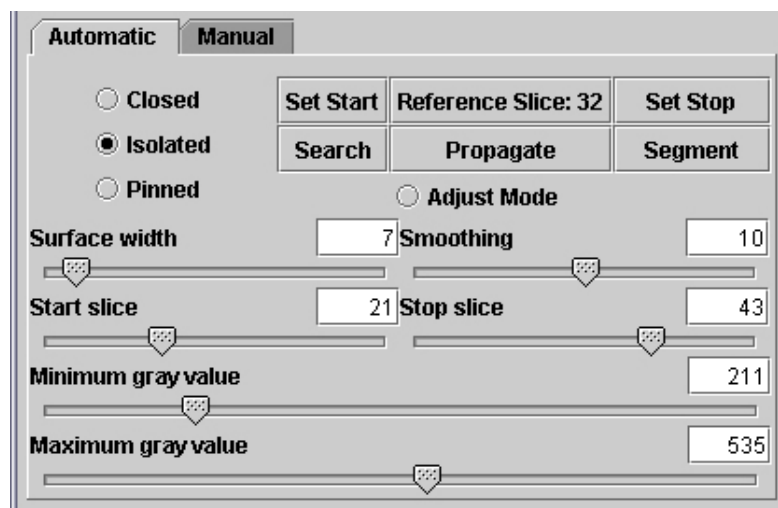 Automatic Manual
Closed Set Start Reference Slice: 32 Set Stop
Isolated Search Propagate Segment
Pinned Adjust Mode
Surface width 7 Smoothing 10
Start slice 21 Stop slice 43
Minimum gray value 211
Maximum gray value 535